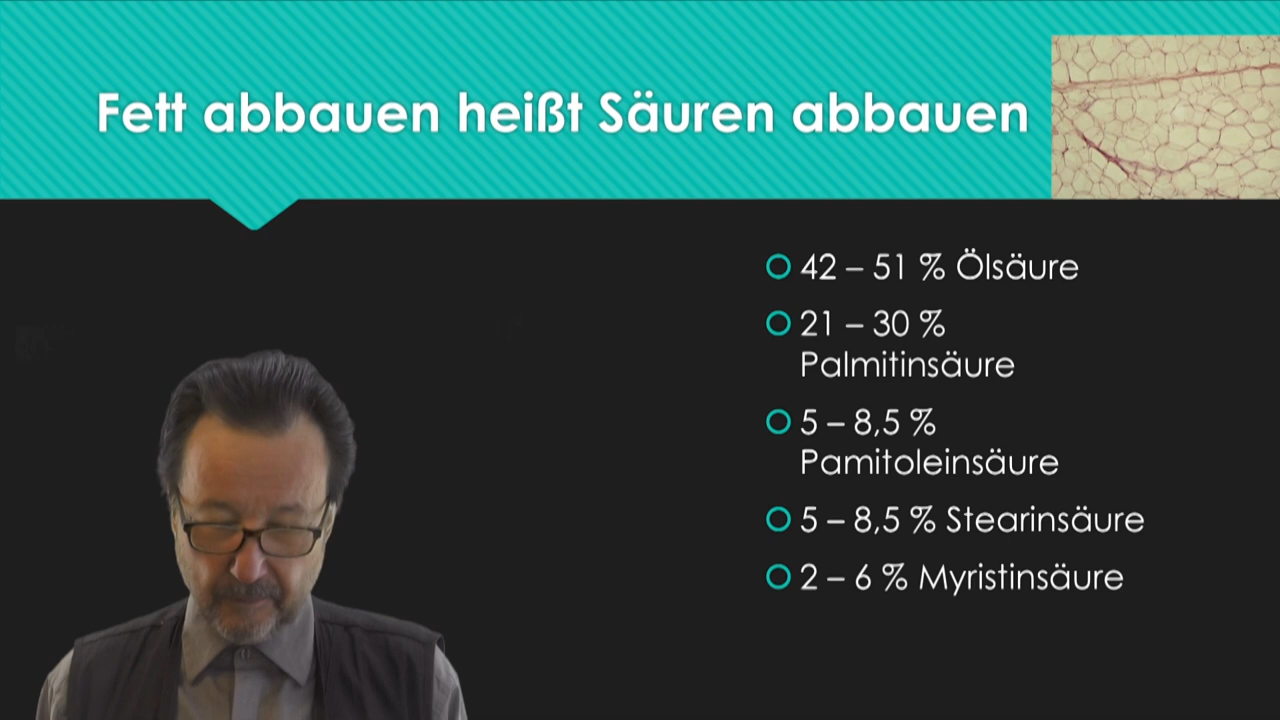 Fett abbauen heißt Säuren abbauen
42 – 51 % Ölsäure
21 – 30 %
Palmitinsäure
5 – 8,5 %
Pamitoleinsäure
5 – 8,5 % Stearinsäure
2 – 6 % Myristinsäure